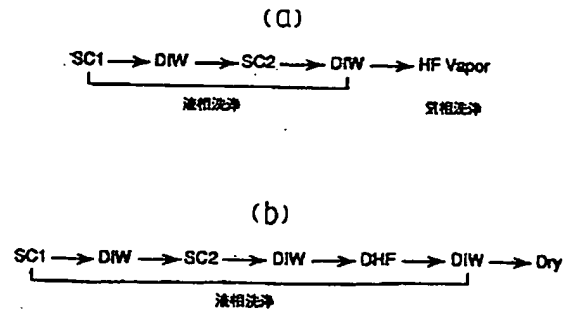 (a)
SC1 → DIW → SC2 → DIW → HF Vapor
液相洗浄 気相洗浄
(b)
SC1 → DIW → SC2 → DIW → DHF → DIW → Dry
液相洗浄